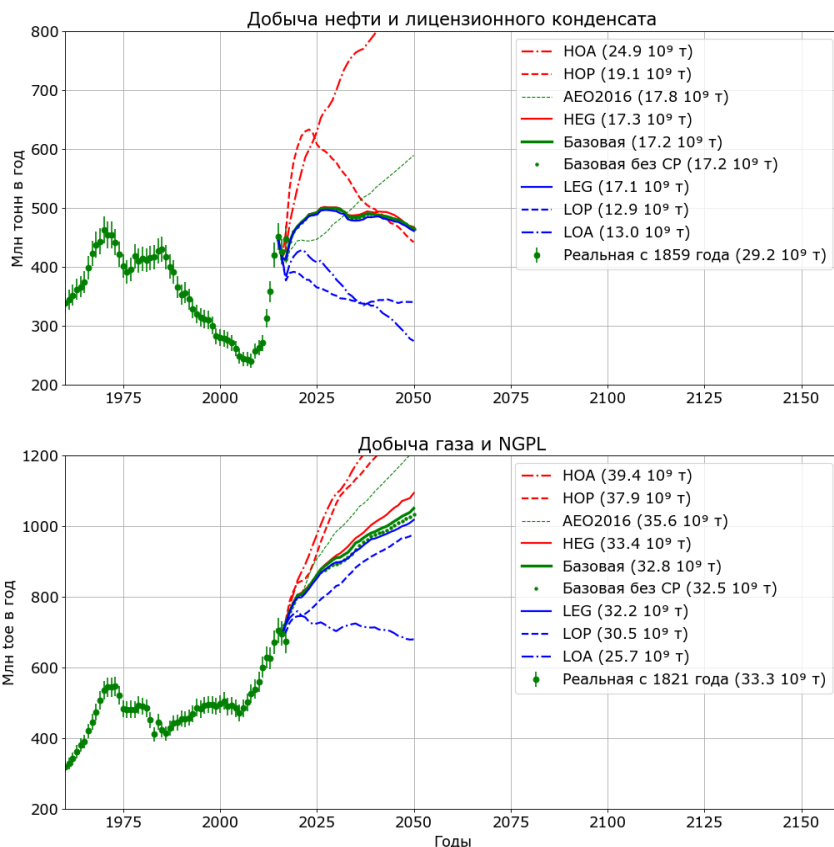 Добыча нефти и лицензионного конденсата
Млн тонн в год
800
700
600
500
400
300
200
1975
2000
2025
2050
2075
2100
2125
2150
HOA (24.9 10⁹ т)
HOP (19.1 10⁹ т)
AEO2016 (17.8 10⁹ т)
HEG (17.3 10⁹ т)
Базовая (17.2 10⁹ т)
Базовая без CP (17.2 10⁹ т)
LEG (17.1 10⁹ т)
LOP (12.9 10⁹ т)
LOA (13.0 10⁹ т)
Реальная с 1859 года (29.2 10⁹ т)
Добыча газа и NGPL
Млн toe в год
1200
1000
800
600
400
200
1975
2000
2025
2050
2075
2100
2125
2150
Годы
HOA (39.4 10⁹ т)
HOP (37.9 10⁹ т)
AEO2016 (35.6 10⁹ т)
HEG (33.4 10⁹ т)
Базовая (32.8 10⁹ т)
Базовая без CP (32.5 10⁹ т)
LEG (32.2 10⁹ т)
LOP (30.5 10⁹ т)
LOA (25.7 10⁹ т)
Реальная с 1821 года (33.3 10⁹ т)